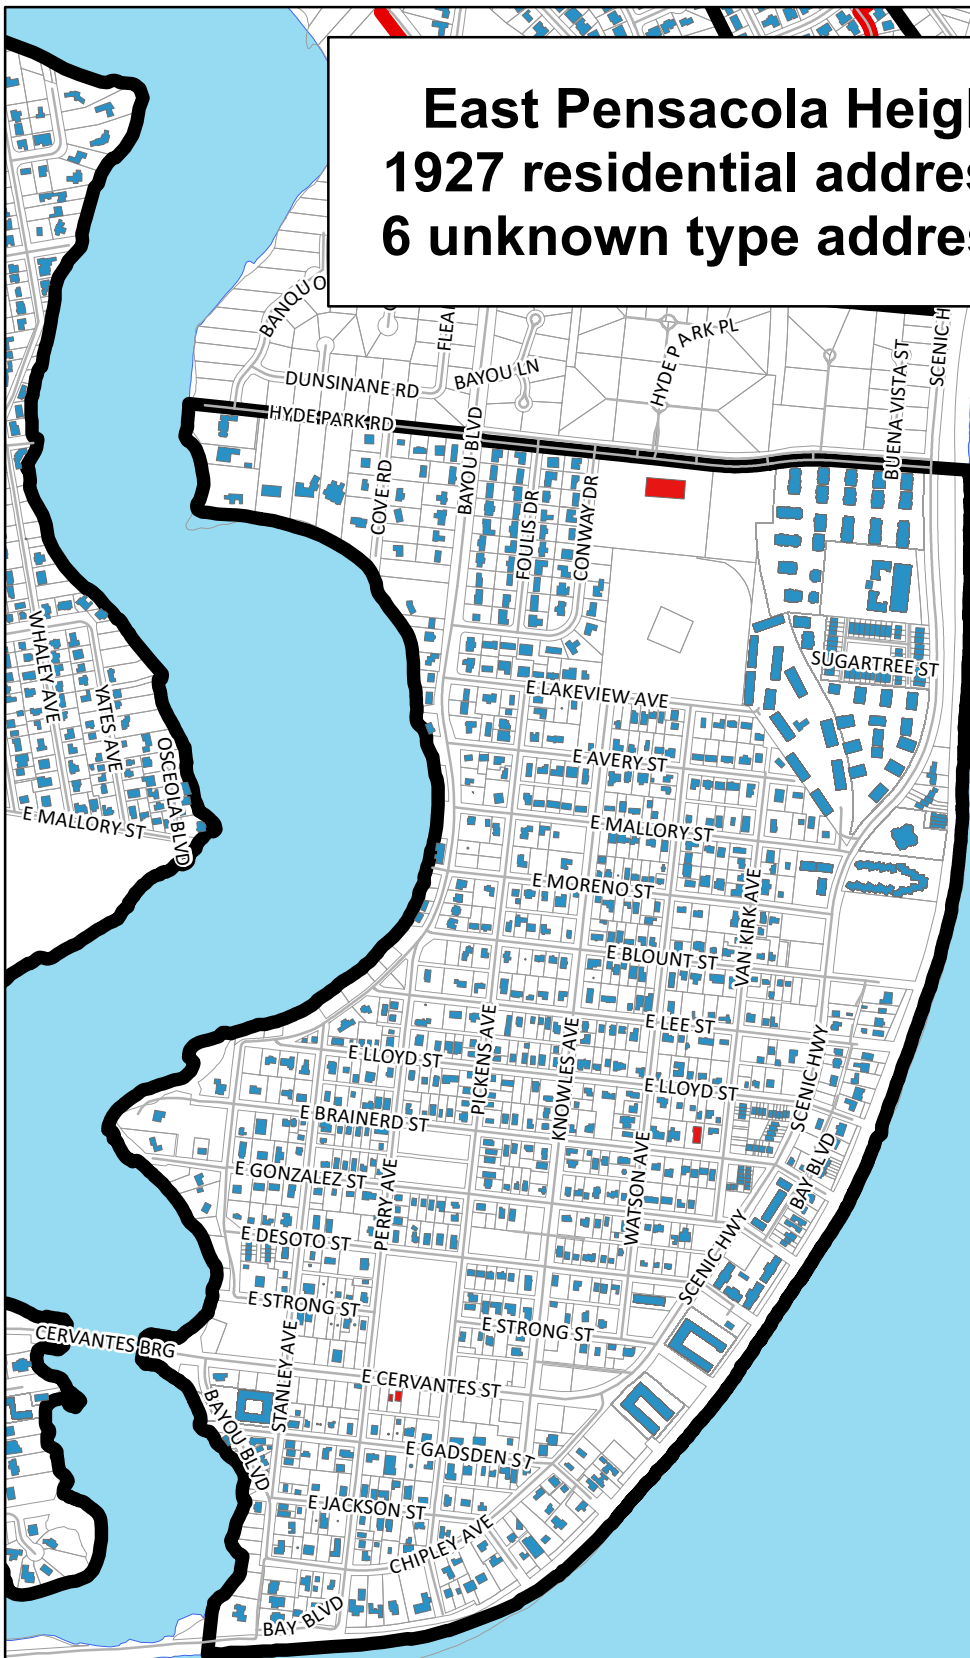 East Pensacola Heigh
1927 residential addres
6 unknown type addres
BANQUO
FLEA
SCENIC H
HYDE PARK PL
BAYOU LN
DUNSINANE RD
BUENA VISTA ST
HYDE PARK RD
BAYOU BLVD
COVE RD
FOULIS DR
CONWAY DR
WHALEY AVE
YATES AVE
OSCEOLA BLVD
E MALLORY ST
SUGARTREE ST
E LAKEVIEW AVE
E AVERY ST
E MALLORY ST
E MORENO ST
VAN KIRK AVE
E BLOUNT ST
E LEE ST
PICKENS AVE
KNOWLES AVE
E LLOYD ST
E LLOYD ST
SCENIC HWY
E BRAINERD ST
BAY BLVD
E GONZALEZ ST
PERRY AVE
WATSON AVE
E DESOTO ST
SCENIC HWY
E STRONG ST
E STRONG ST
CERVANTES BRG
STANLEY AVE
E CERVANTES ST
BAYOU BLVD
E GADSDEN ST
E JACKSON ST
CHIPLEY AVE
BAY BLVD